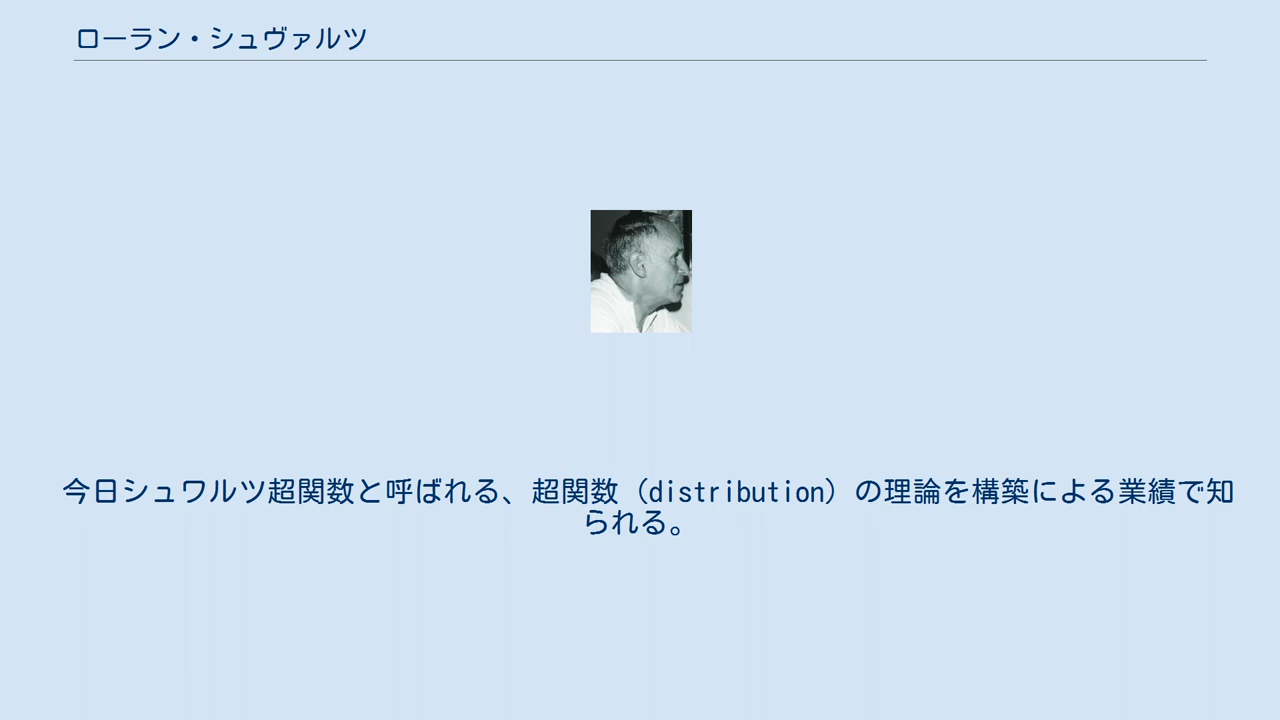 ローラン・シュヴァルツ
今日シュワルツ超関数と呼ばれる、超関数（distribution）の理論を構築による業績で知
られる。